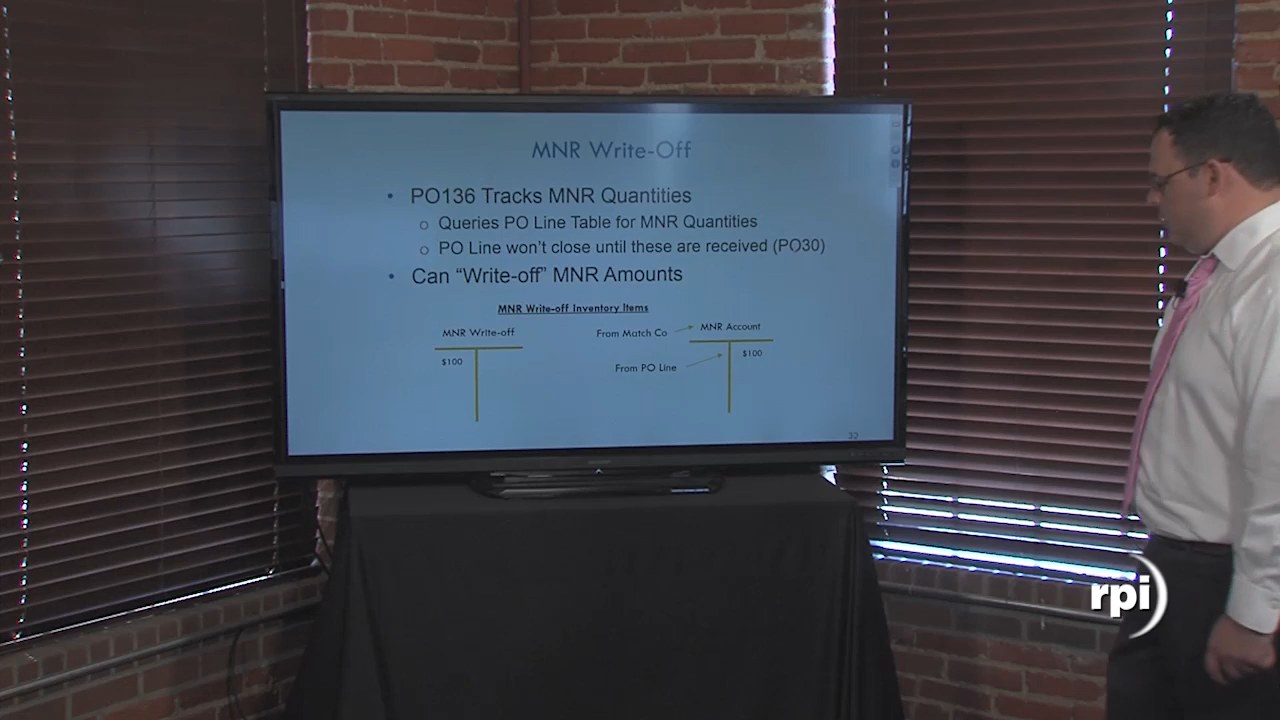 MNR Write-Off
• PO136 Tracks MNR Quantities
o Queries PO Line Table for MNR Quantities
o PO Line won't close until these are received (PO30)
• Can “Write-off” MNR Amounts
MNR Write-off Inventory Items
MNR Write-off
From Match Co
MNR Account
$100
$100
From PO Line
32
rpi